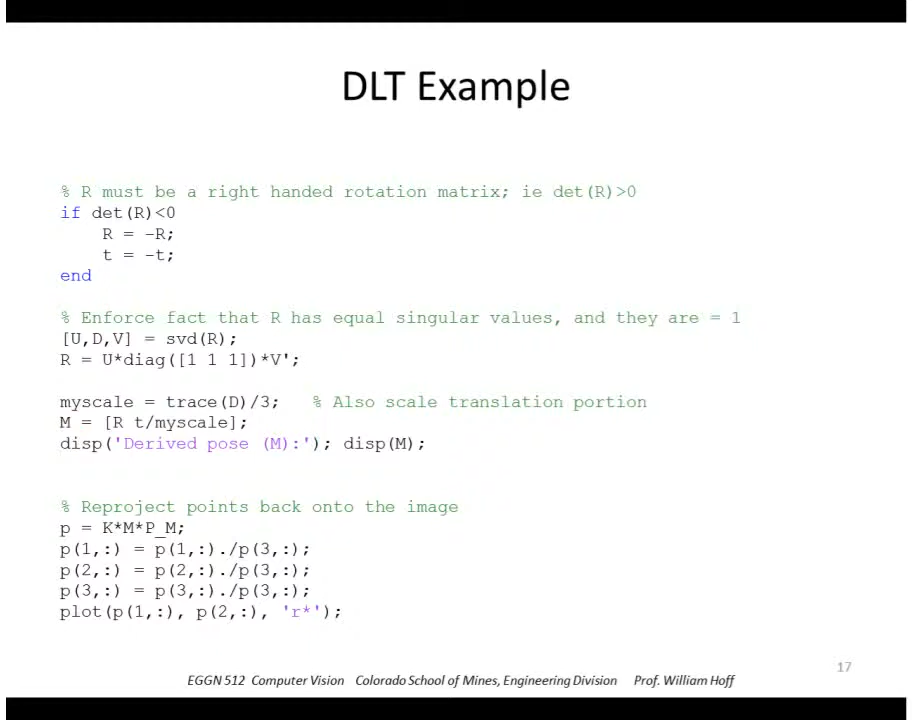 DLT Example
% R must be a right handed rotation matrix; ie det(R)>0
if det(R)<0
    R = -R;
    t = -t;
end
% Enforce fact that R has equal singular values, and they are = 1
[U,D,V] = svd(R);
R = U*diag([1 1 1])*V';
myscale = trace(D)/3;   % Also scale translation portion
M = [R t/myscale];
disp('Derived pose (M):'); disp(M);
% Reproject points back onto the image
p = K*M*P_M;
p(1,:) = p(1,:)./p(3,:);
p(2,:) = p(2,:)./p(3,:);
p(3,:) = p(3,:)./p(3,:);
plot(p(1,:), p(2,:), 'r*');
17
EGGN 512 Computer Vision Colorado School of Mines, Engineering Division Prof. William Hoff